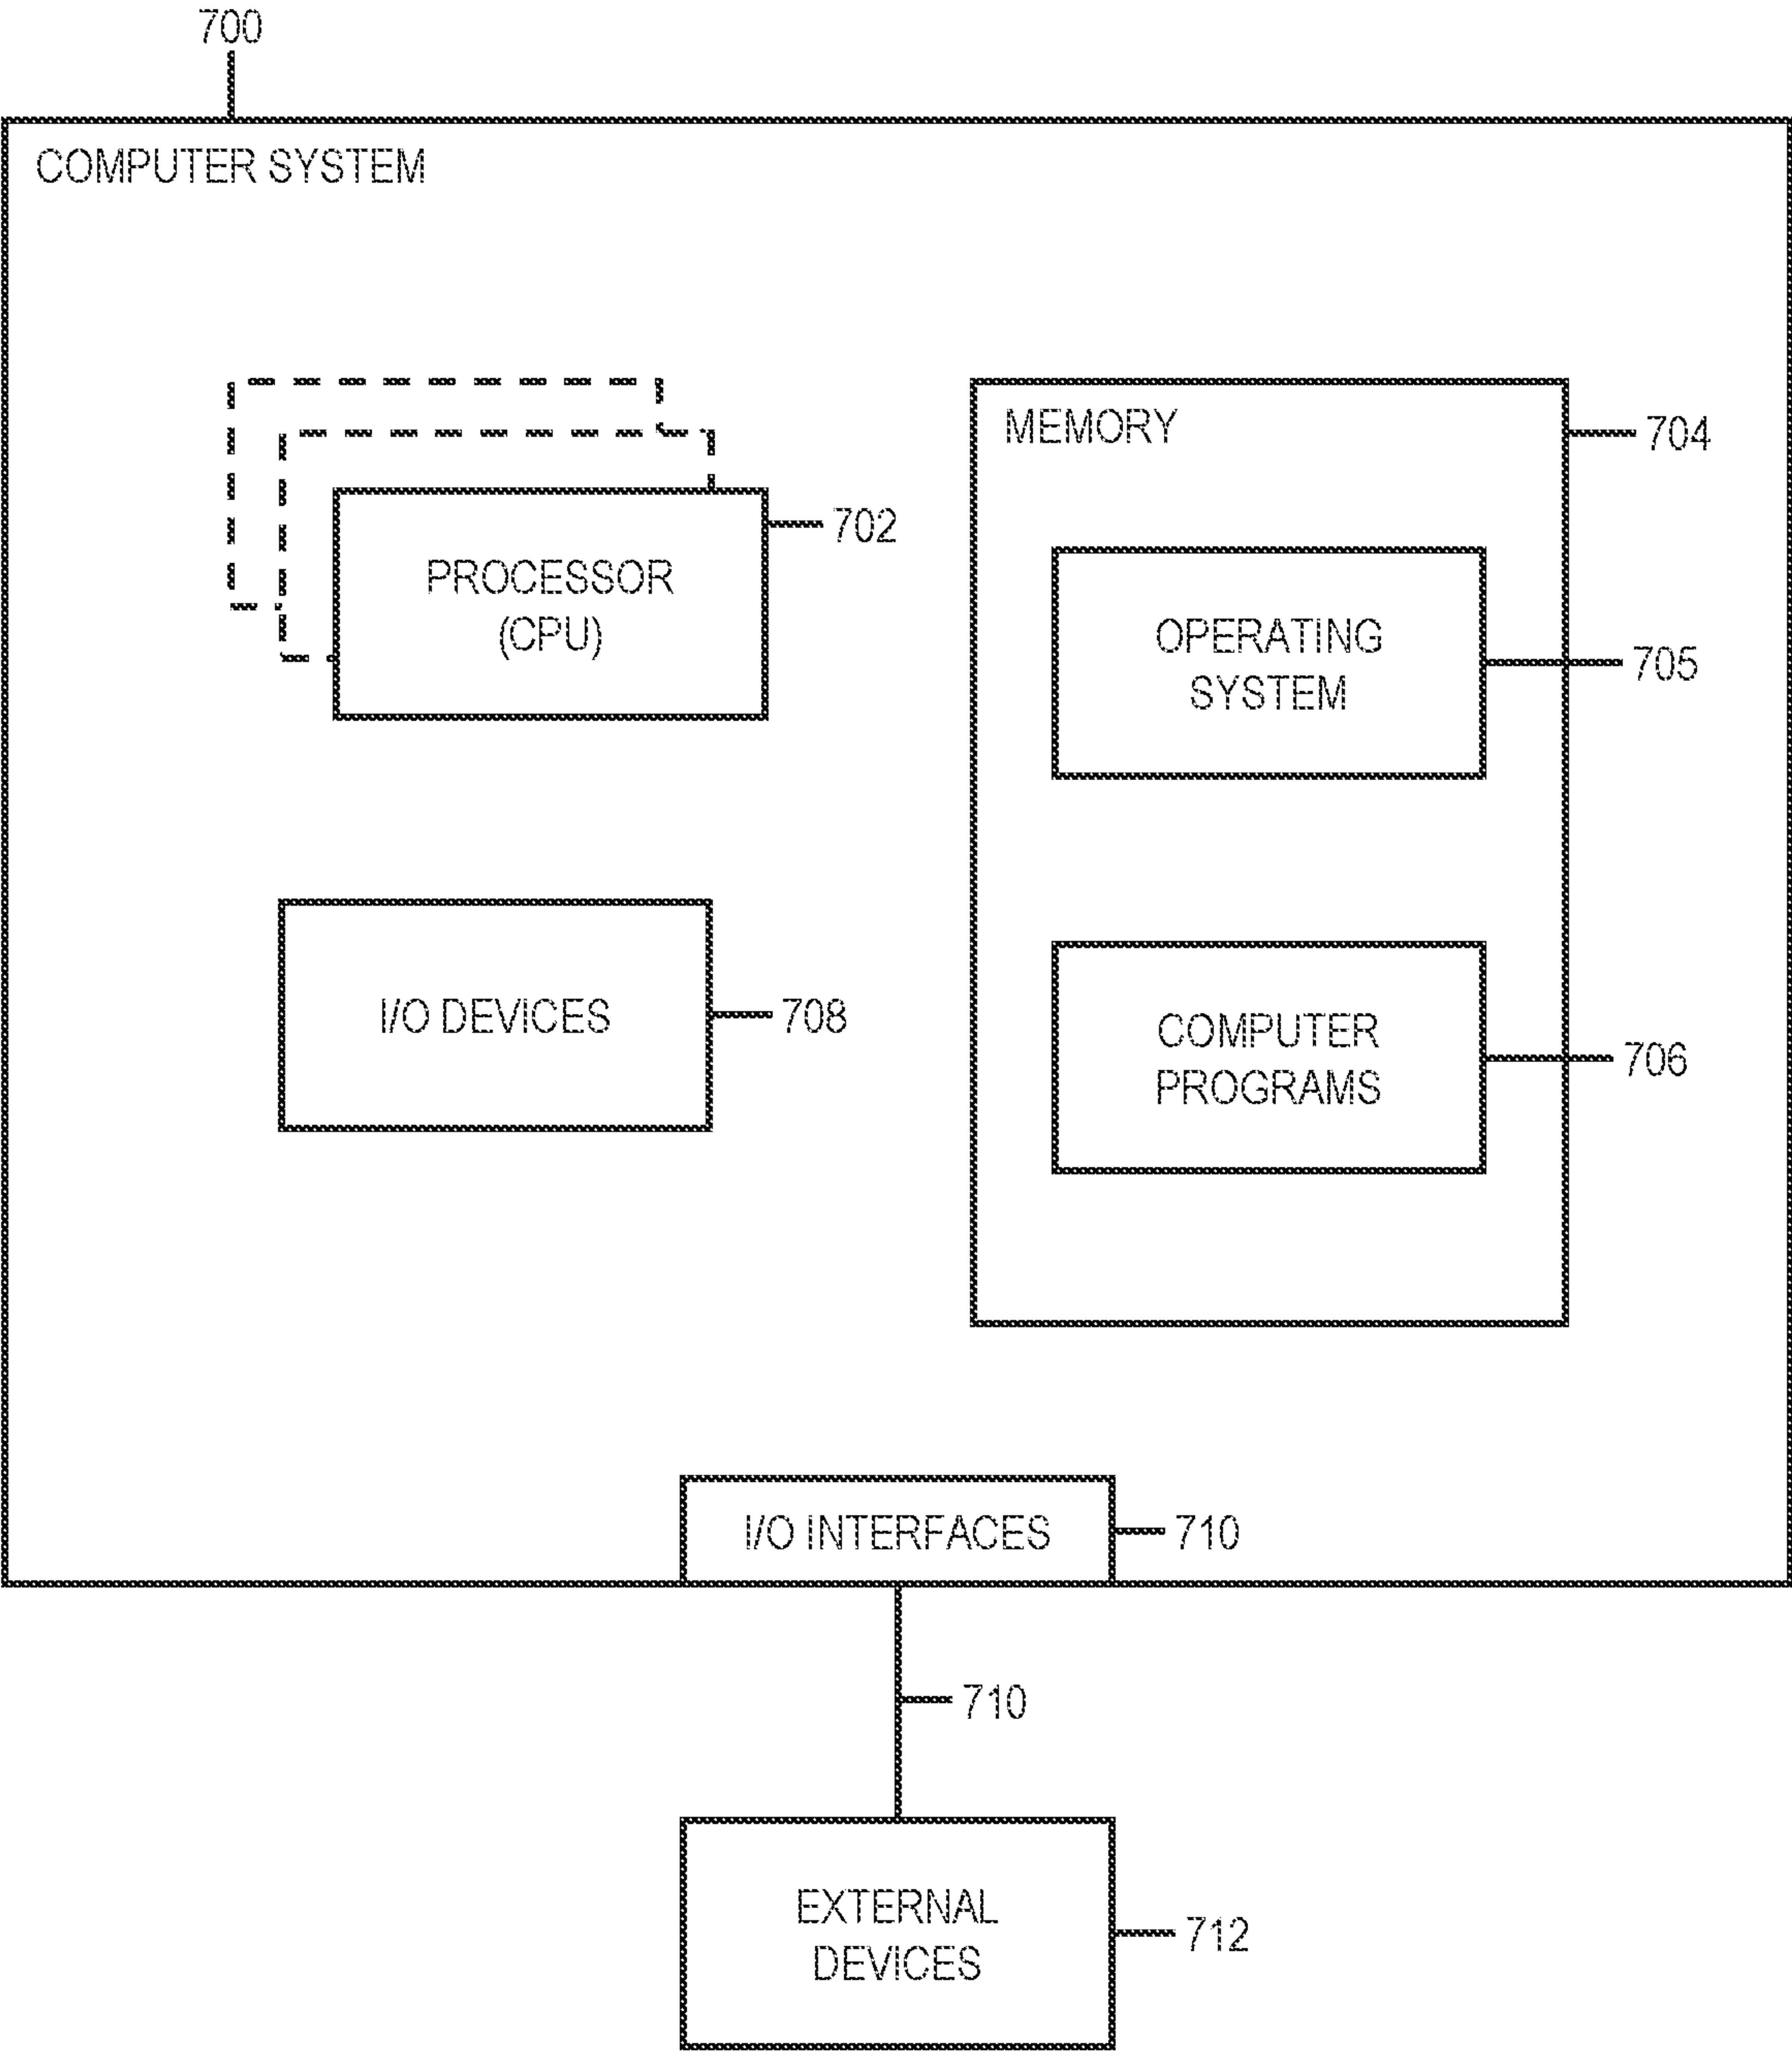 700
COMPUTER SYSTEM
MEMORY
704
702
PROCESSOR
(CPU)
OPERATING
SYSTEM
705
I/O DEVICES
708
COMPUTER
PROGRAMS
706
I/O INTERFACES
710
710
EXTERNAL
DEVICES
712